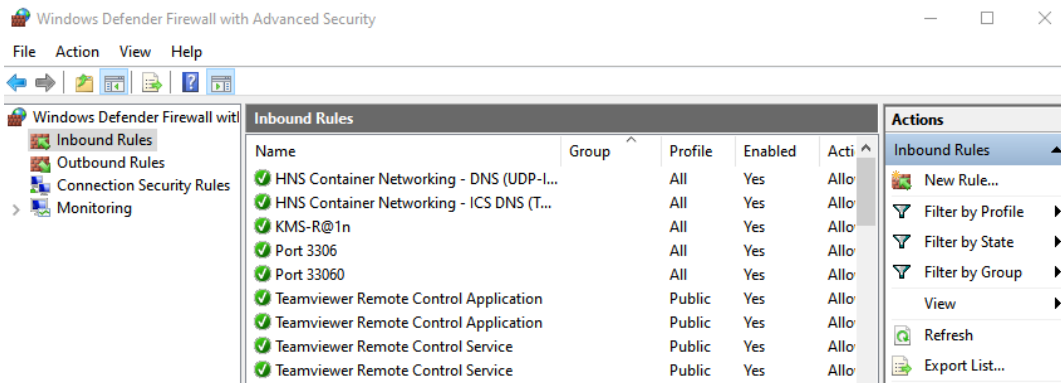 Windows Defender Firewall with Advanced Security
File Action View Help
Windows Defender Firewall witl
Inbound Rules
Outbound Rules
Connection Security Rules
Monitoring
Inbound Rules
Name Group Profile Enabled Acti
HNS Container Networking - DNS (UDP-I... All Yes Allo
HNS Container Networking - ICS DNS (T... All Yes Allo
KMS-R@1n All Yes Allo
Port 3306 All Yes Allo
Port 33060 All Yes Allo
Teamviewer Remote Control Application Public Yes Allo
Teamviewer Remote Control Application Public Yes Allo
Teamviewer Remote Control Service Public Yes Allo
Teamviewer Remote Control Service Public Yes Allo
Actions
Inbound Rules
New Rule...
Filter by Profile
Filter by State
Filter by Group
View
Refresh
Export List...